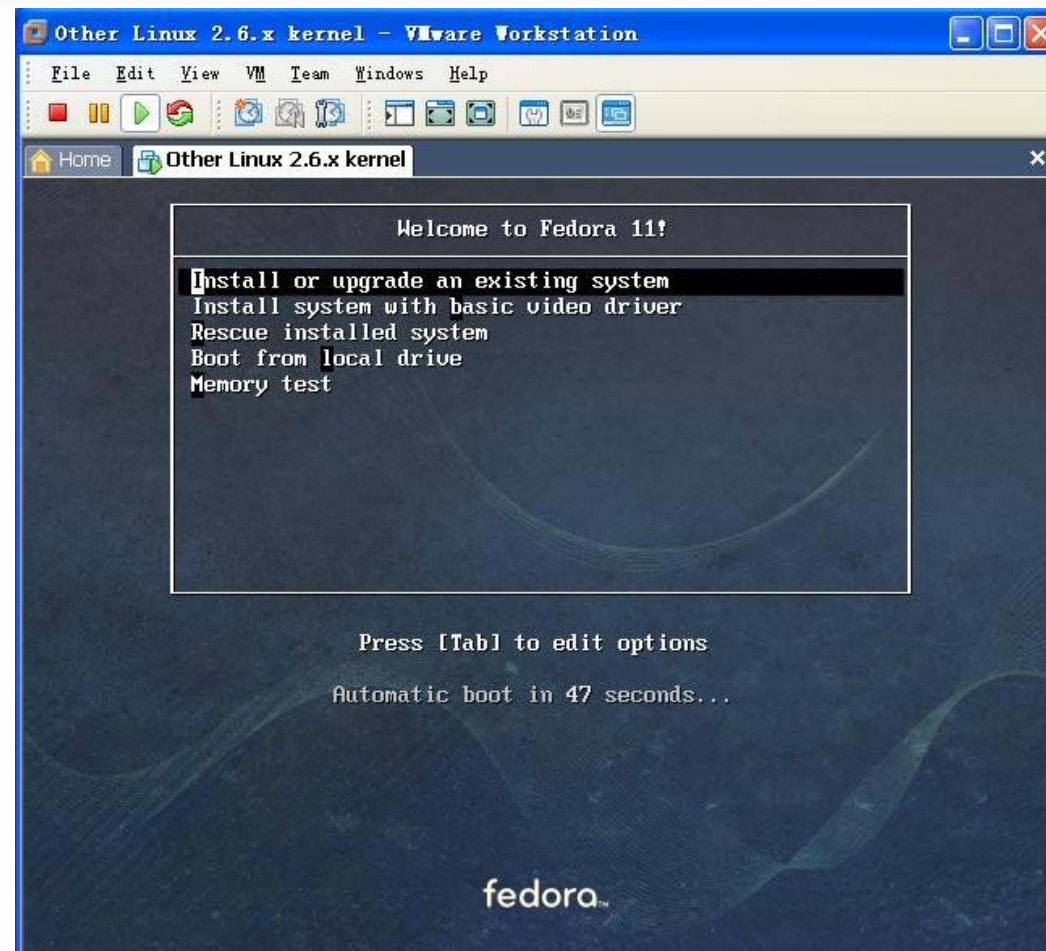 Other Linux 2.6.x kernel - VMware Workstation
File Edit View VM Team Windows Help
Home Other Linux 2.6.x kernel
Welcome to Fedora 11!
Install or upgrade an existing system
Install system with basic video driver
Rescue installed system
Boot from local drive
Memory test
Press [Tab] to edit options
Automatic boot in 47 seconds...
fedora